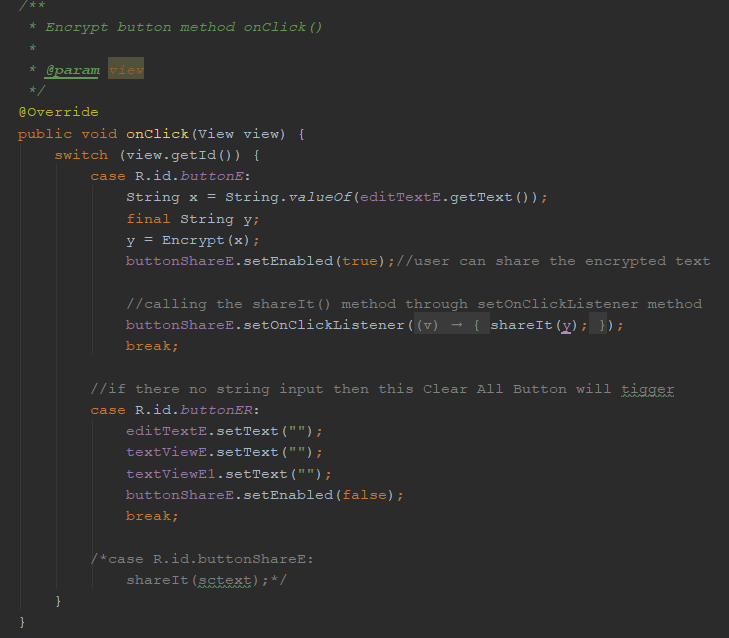 /**
 * Encrypt button method onClick()
 *
 * @param view
 */
@Override
public void onClick(View view) {
    switch (view.getId()) {
        case R.id.buttonE:
            String x = String.valueOf(editTextE.getText());
            final String y;
            y = Encrypt(x);
            buttonShareE.setEnabled(true);//user can share the encrypted text

            //calling the shareIt() method through setOnClickListener method
            buttonShareE.setOnClickListener((v) → { shareIt(y); });
            break;

        //if there no string input then this Clear All Button will tigger
        case R.id.buttonER:
            editTextE.setText("");
            textViewE.setText("");
            textViewE1.setText("");
            buttonShareE.setEnabled(false);
            break;

        /*case R.id.buttonShareE:
            shareIt(sctext);*/
    }
}